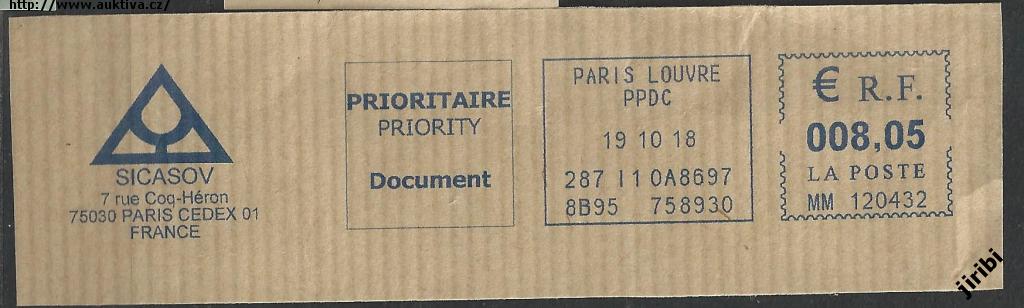 http://www.auktiva.cz/
SICASOV
7 rue Coq-Héron
75030 PARIS CEDEX 01
FRANCE
PRIORITAIRE
PRIORITY
Document
PARIS LOUVRE
PPDC
19 10 18
287 I1 0A8697
8B95 758930
€ R.F.
008,05
LA POSTE
MM 120432
jiribi